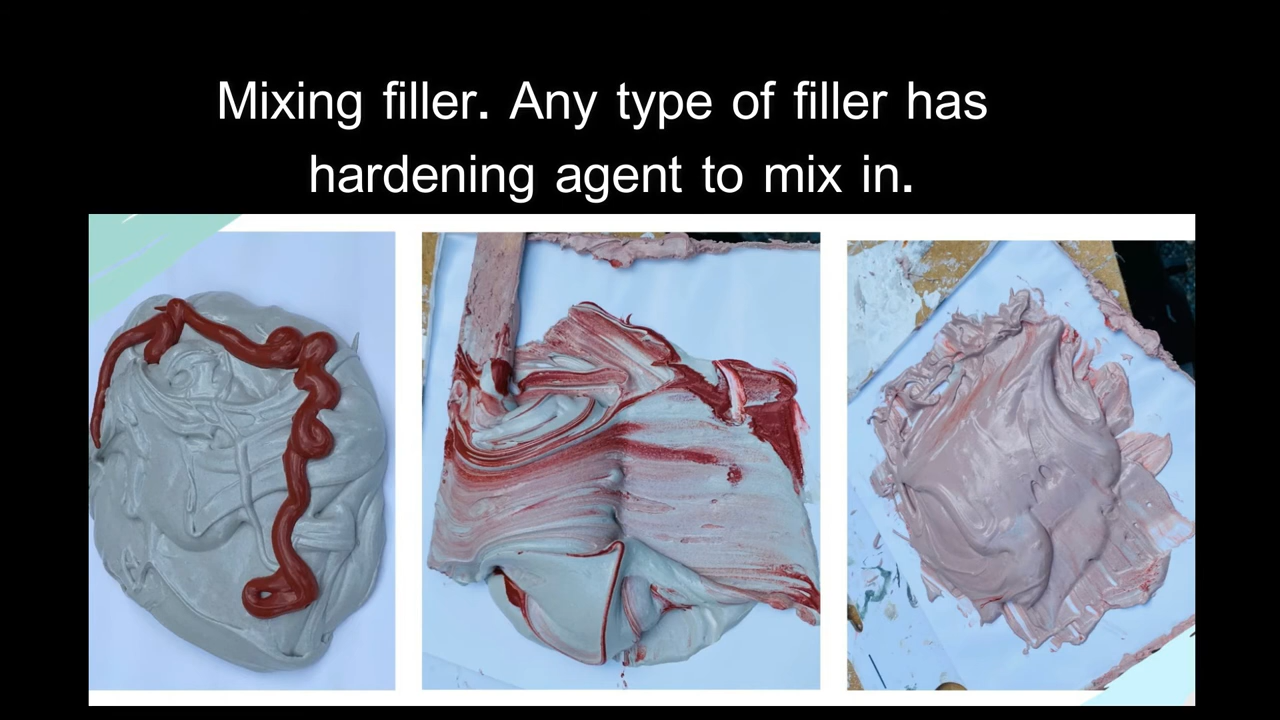 Mixing filler. Any type of filler has
hardening agent to mix in.